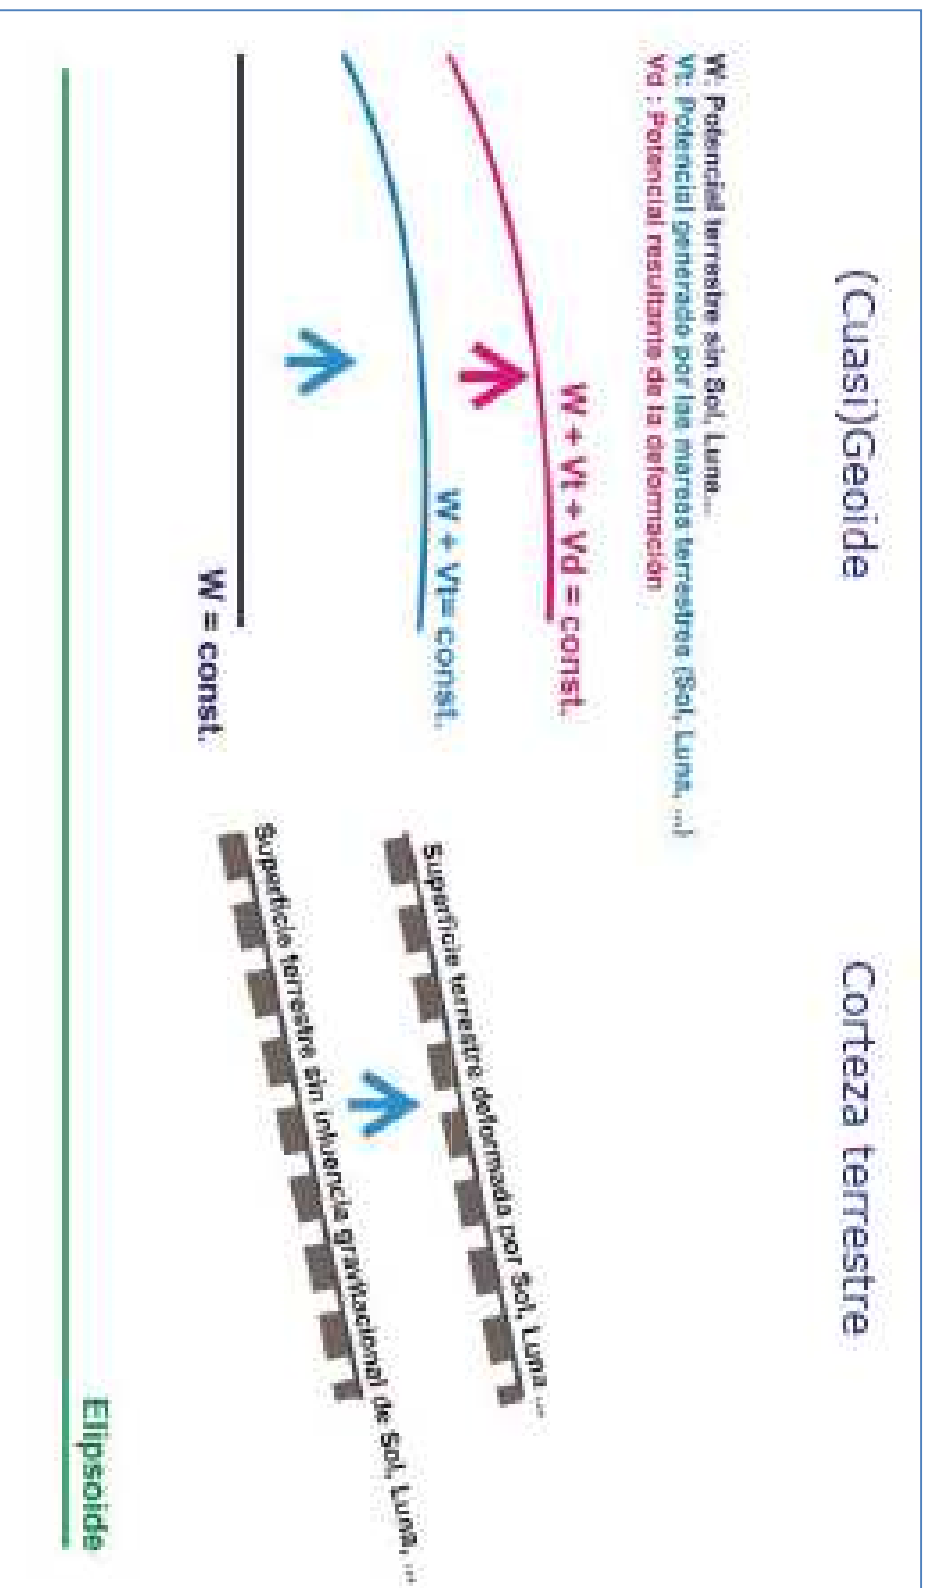 (Cuasi)Geoide
Corteza terrestre
W: Potencial terrestre sin Sol, Luna...
Vt: Potencial generado por las mareas terrestres (Sol, Luna, ...)
Vd : Potencial resultante de la deformación
W + Vt + Vd = const.
W + Vt= const.
W = const.
Superficie terrestre deformada por Sol, Luna ...
Superficie terrestre sin influencia gravitacional de Sol, Luna, ...
Elipsoide